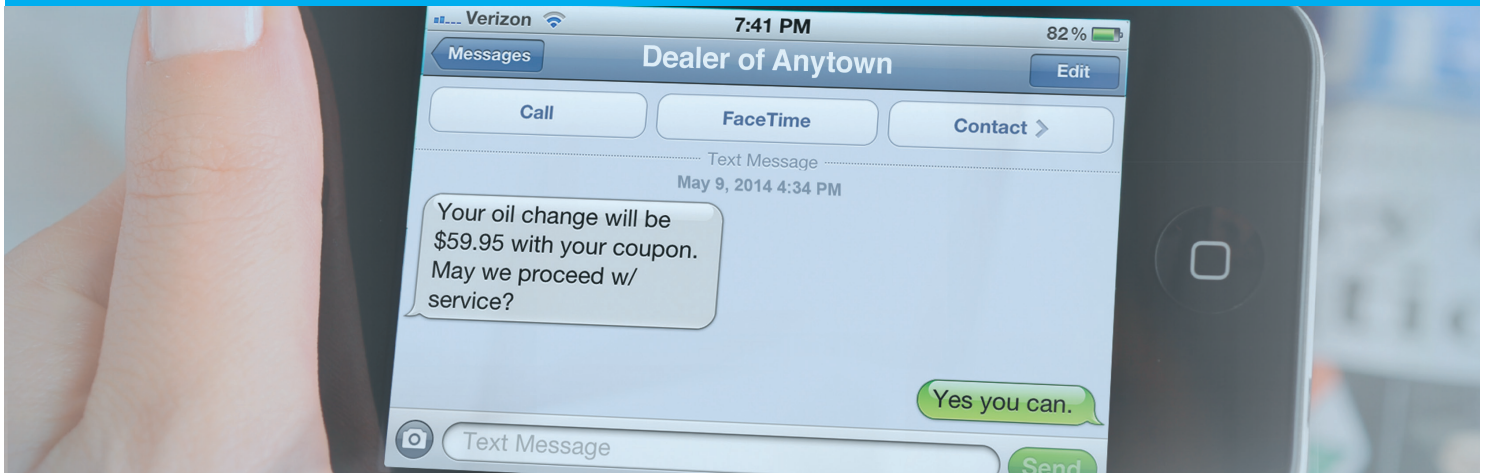 Verizon
7:41 PM
82%
Messages
Dealer of Anytown
Edit
Call
FaceTime
Contact
Text Message
May 9, 2014 4:34 PM
Your oil change will be
$59.95 with your coupon.
May we proceed w/
service?
Yes you can.
Text Message
Send